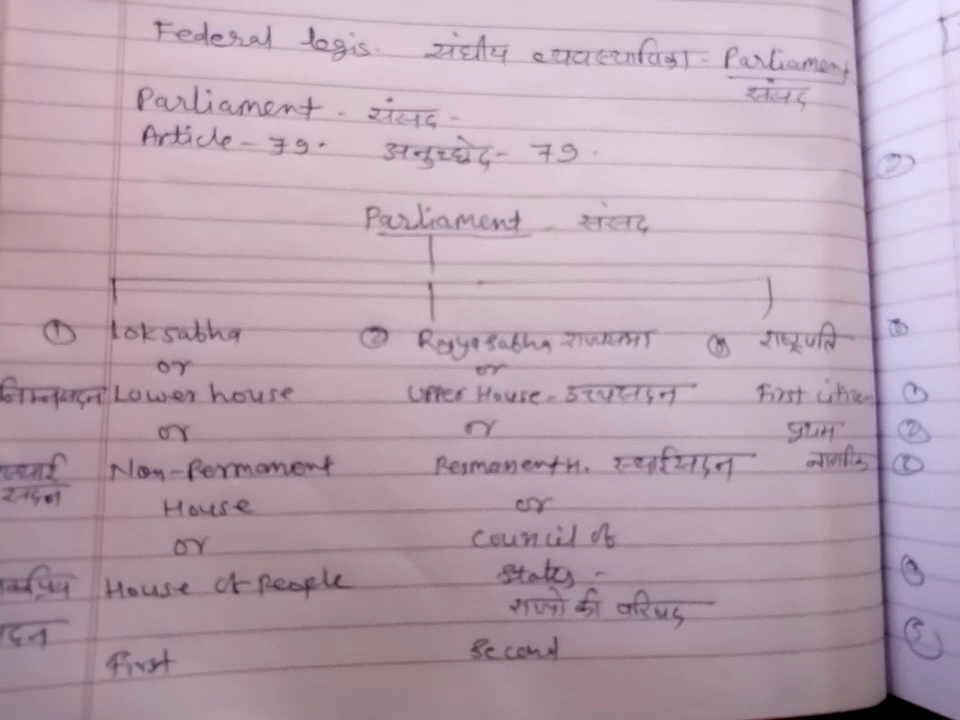 Federal legis. संघीय व्यवस्थापिका - Parliament
संसद
Parliament - संसद -
Article - 79. अनुच्छेद - 79.
Parliament - संसद
① Loksabha ② Rajyasabha राज्यसभा ③ राष्ट्रपति
or or
निम्नसदन Lower house Upper House - उच्चसदन First citizen
or or प्रथम
Non-Permanent Permanent H. स्थाईसदन नागरिक
सदन House or
or Council of
House of people States -
राज्यो की परिषद
First Second